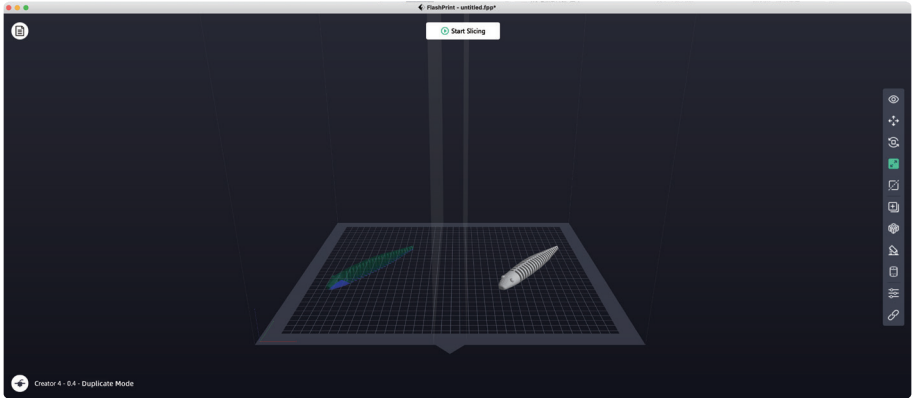 FlashPrint - untitled.fpp*
Start Slicing
Creator 4 - 0.4 - Duplicate Mode